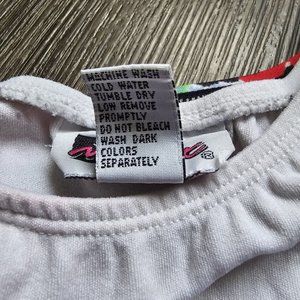 MACHINE WASH
COLD WATER
TUMBLE DRY
LOW REMOVE
PROMPTLY
DO NOT BLEACH
WASH DARK
COLORS
SEPARATELY
®